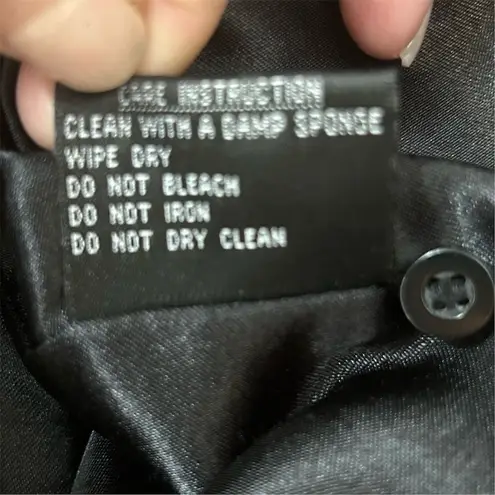 CARE INSTRUCTION
CLEAN WITH A DAMP SPONGE
WIPE DRY
DO NOT BLEACH
DO NOT IRON
DO NOT DRY CLEAN